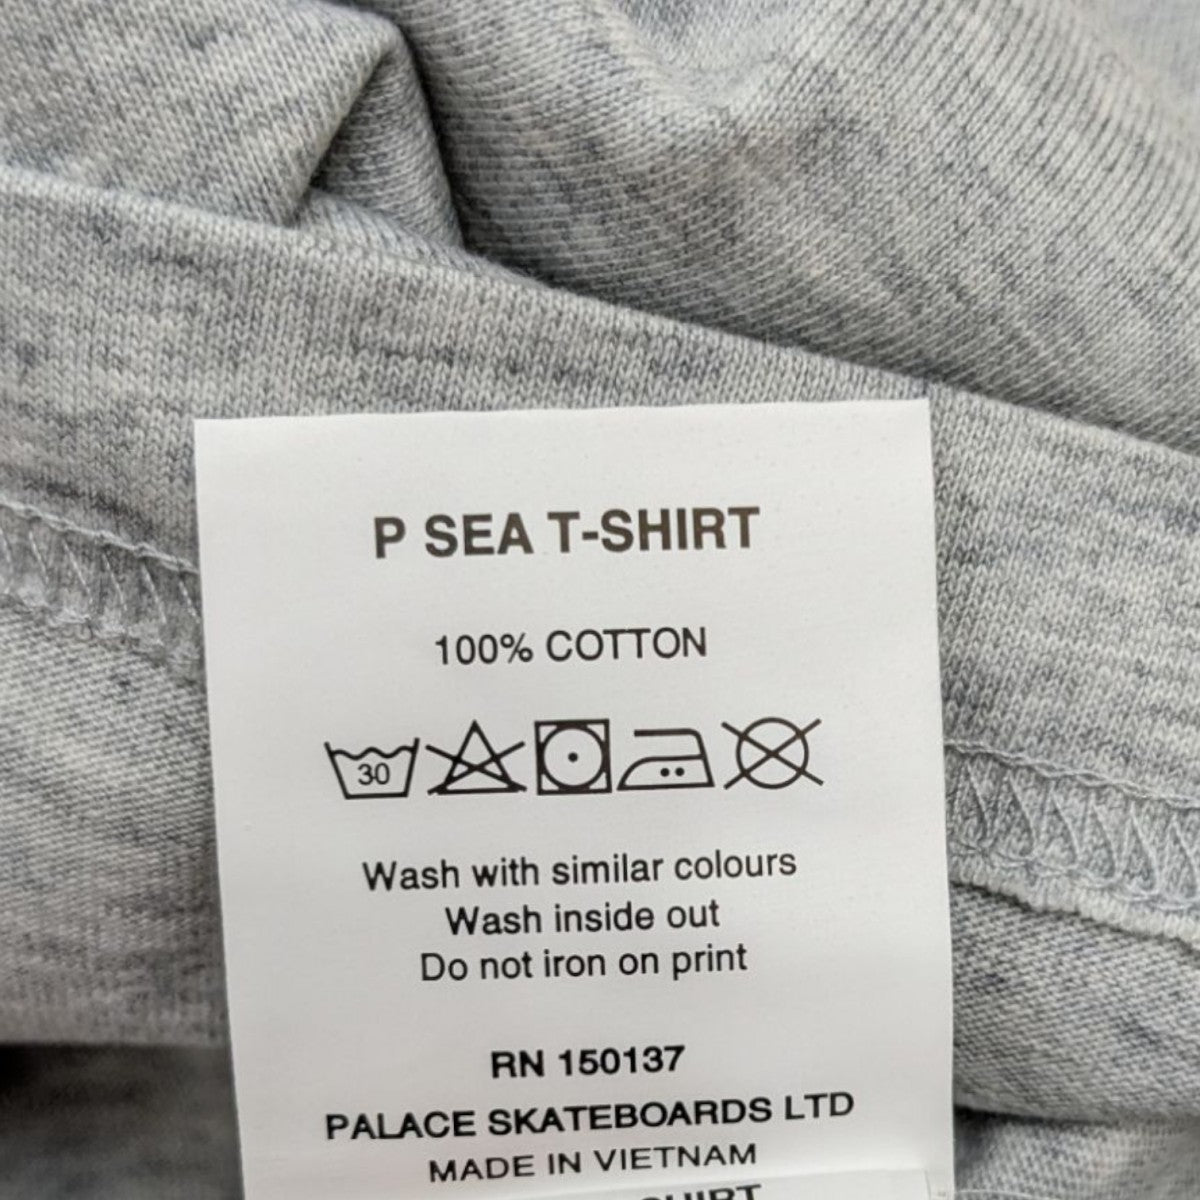 P SEA T-SHIRT
100% COTTON
30
Wash with similar colours
Wash inside out
Do not iron on print
RN 150137
PALACE SKATEBOARDS LTD
MADE IN VIETNAM